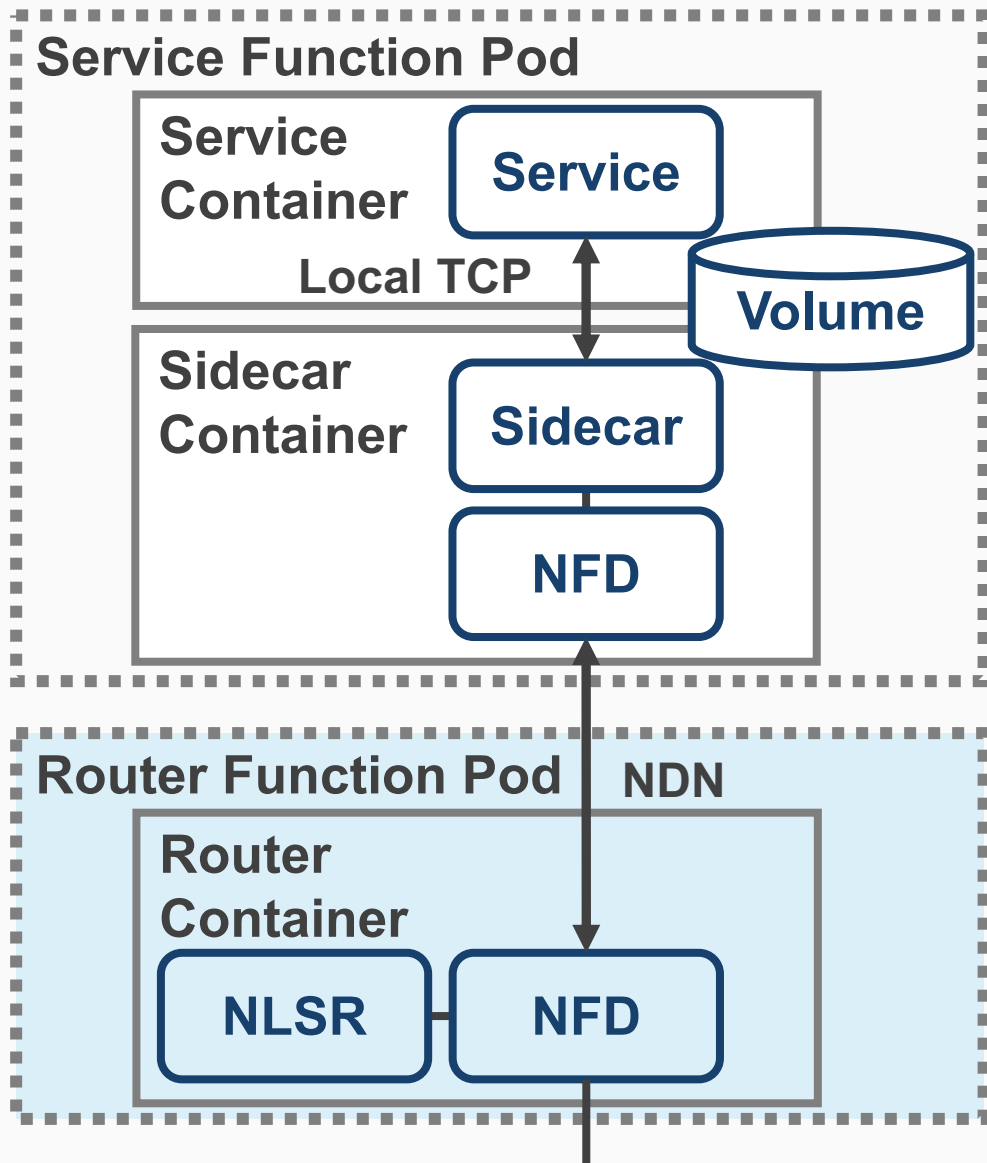 Service Function Pod
Service
Container
Service
Local TCP
Volume
Sidecar
Container
Sidecar
NFD
Router Function Pod
NDN
Router
Container
NLSR
NFD